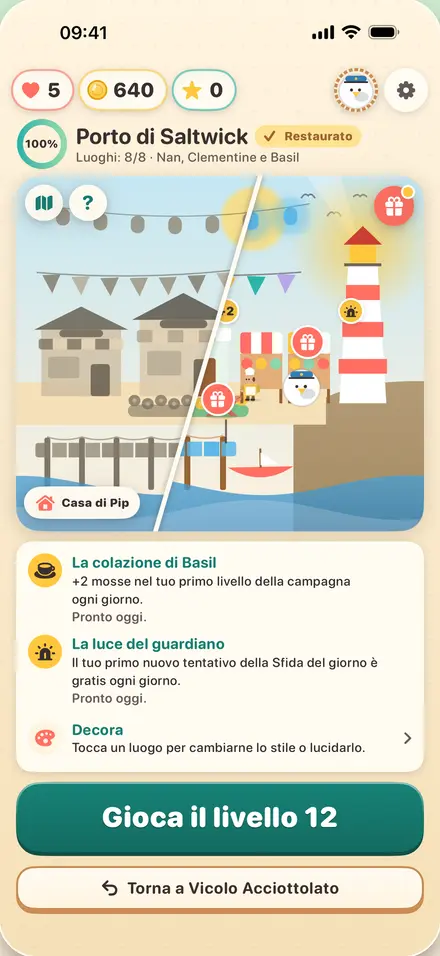 09:41
5
640
0
100%
Porto di Saltwick
Restaurato
Luoghi: 8/8 · Nan, Clementine e Basil
?
+2
Casa di Pip
La colazione di Basil
+2 mosse nel tuo primo livello della campagna
ogni giorno.
Pronto oggi.
La luce del guardiano
Il tuo primo nuovo tentativo della Sfida del giorno è
gratis ogni giorno.
Pronto oggi.
Decora
Tocca un luogo per cambiarne lo stile o lucidarlo.
Gioca il livello 12
Torna a Vicolo Acciottolato